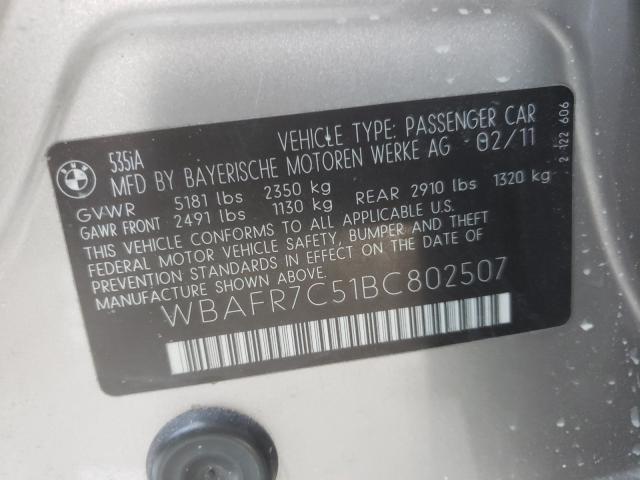 BMW
535iA
VEHICLE TYPE: PASSENGER CAR
MFD BY BAYERISCHE MOTOREN WERKE AG 02/11
GVWR 5181 lbs 2350 kg
GAWR FRONT 2491 lbs 1130 kg REAR 2910 lbs 1320 kg
THIS VEHICLE CONFORMS TO ALL APPLICABLE U.S.
FEDERAL MOTOR VEHICLE SAFETY, BUMPER AND THEFT
PREVENTION STANDARDS IN EFFECT ON THE DATE OF
MANUFACTURE SHOWN ABOVE.
WBAFR7C51BC802507
2 122 606